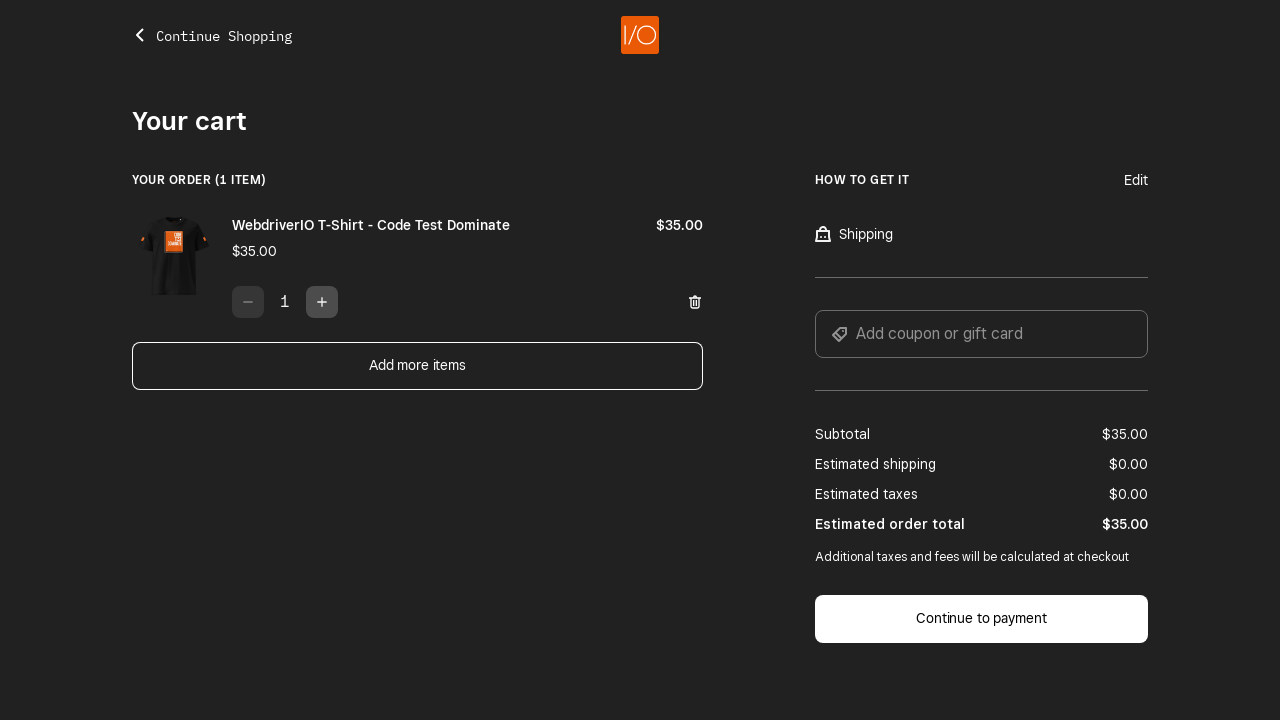 Continue Shopping
I/O
Your cart
YOUR ORDER (1 ITEM)
WebdriverIO T-Shirt - Code Test Dominate
$35.00
$35.00
1
Add more items
HOW TO GET IT
Edit
Shipping
Add coupon or gift card
Subtotal
$35.00
Estimated shipping
$0.00
Estimated taxes
$0.00
Estimated order total
$35.00
Additional taxes and fees will be calculated at checkout
Continue to payment